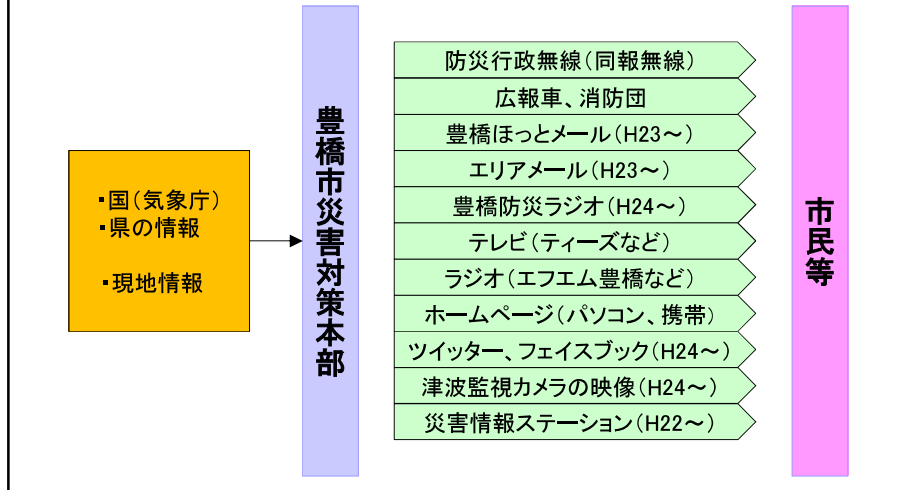 ・国（気象庁）
・県の情報
・現地情報
豊橋市災害対策本部
防災行政無線（同報無線）
広報車、消防団
豊橋ほっとメール（H23～）
エリアメール（H23～）
豊橋防災ラジオ（H24～）
テレビ（ティーズなど）
ラジオ（エフエム豊橋など）
ホームページ（パソコン、携帯）
ツイッター、フェイスブック（H24～）
津波監視カメラの映像（H24～）
災害情報ステーション（H22～）
市民等